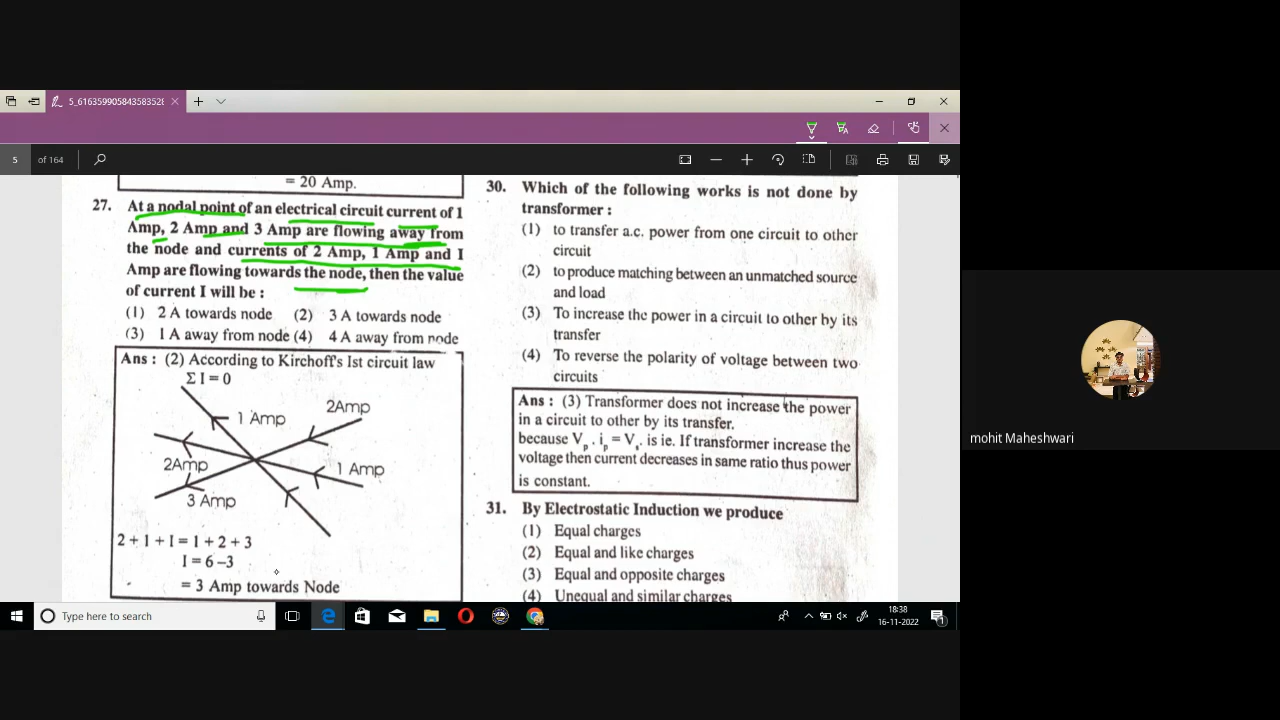 5_6163599058435835​28
5 of 164
= 20 Amp.
27. At a nodal point of an electrical circuit current of 1
Amp, 2 Amp and 3 Amp are flowing away from
the node and currents of 2 Amp, 1 Amp and I
Amp are flowing towards the node, then the value
of current I will be :
(1) 2 A towards node (2) 3 A towards node
(3) 1 A away from node (4) 4 A away from node
Ans : (2) According to Kirchoff's Ist circuit law
Σ I = 0
1 Amp
2Amp
2Amp
1 Amp
3 Amp
2 + 1 + I = 1 + 2 + 3
I = 6 –3
= 3 Amp towards Node
30. Which of the following works is not done by
transformer :
(1) to transfer a.c. power from one circuit to other
circuit
(2) to produce matching between an unmatched source
and load
(3) To increase the power in a circuit to other by its
transfer
(4) To reverse the polarity of voltage between two
circuits
Ans : (3) Transformer does not increase the power
in a circuit to other by its transfer.
because Vp . ip = Vs. is ie. If transformer increase the
voltage then current decreases in same ratio thus power
is constant.
31. By Electrostatic Induction we produce
(1) Equal charges
(2) Equal and like charges
(3) Equal and opposite charges
(4) Unequal and similar charges
mohit Maheshwari
Type here to search
18:38
16-11-2022
1